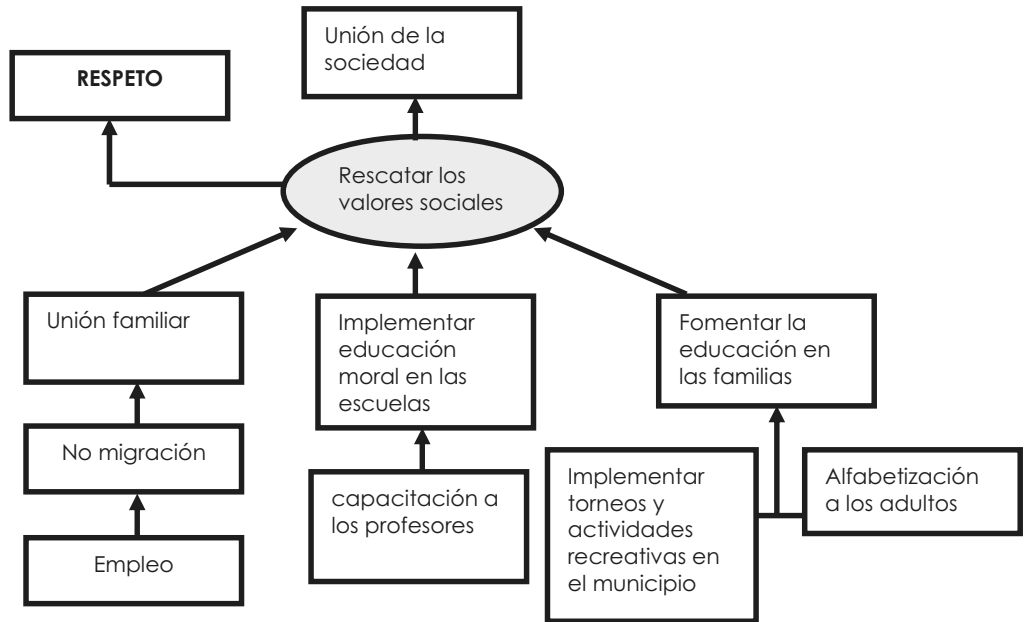 Unión de la
sociedad
RESPETO
Rescatar los
valores sociales
Unión familiar
Implementar
educación
moral en las
escuelas
Fomentar la
educación en
las familias
No migración
capacitación a
los profesores
Implementar
torneos y
actividades
recreativas en
el municipio
Alfabetización
a los adultos
Empleo